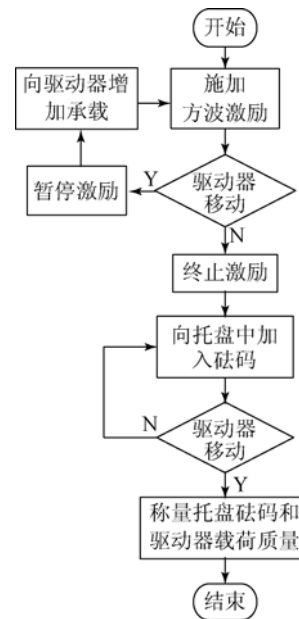 开始
向驱动器增
加承载
施加
方波激励
暂停激励
Y
驱动器
移动
N
终止激励
向托盘中加
入砝码
N
驱动器
移动
Y
称量托盘砝码和
驱动器载荷质量
结束